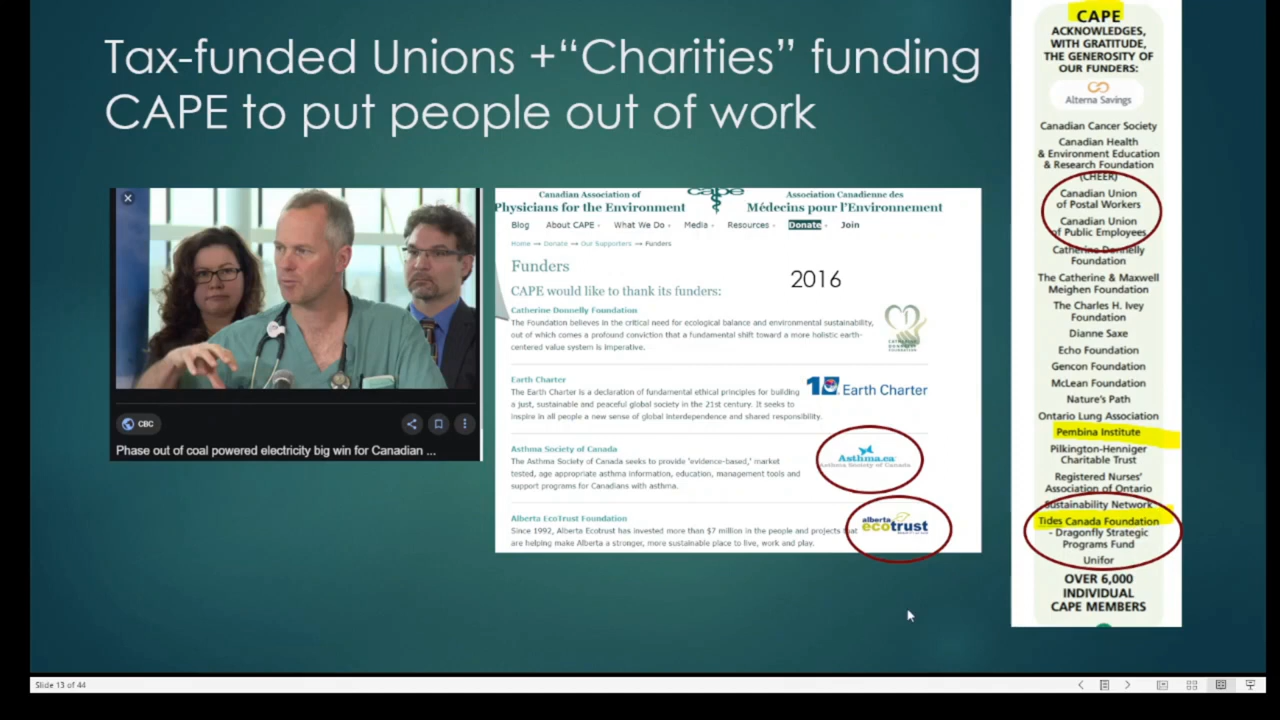 Tax-funded Unions +“Charities” funding
CAPE to put people out of work
CBC
Phase out of coal powered electricity big win for Canadian ...
Canadian Association of
Physicians for the Environment
cape
Association Canadienne des
Médecins pour l'Environnement
Blog About CAPE What We Do Media Resources Donate Join
Home → Donate → Our Supporters → Funders
Funders
2016
CAPE would like to thank its funders:
Catherine Donnelly Foundation
The Foundation believes in the critical need for ecological balance and environmental sustainability,
out of which comes a profound conviction that a fundamental shift toward a more holistic earth-
centered value system is imperative.
CATHERINE
DONNELLY
FOUNDATION
Earth Charter
The Earth Charter is a declaration of fundamental ethical principles for building
a just, sustainable and peaceful global society in the 21st century. It seeks to
inspire in all people a new sense of global interdependence and shared responsibility.
Earth Charter
Asthma Society of Canada
The Asthma Society of Canada seeks to provide 'evidence-based,' market
tested, age appropriate asthma information, education, management tools and
support programs for Canadians with asthma.
Asthma.ca
Asthma Society of Canada
Alberta EcoTrust Foundation
Since 1992, Alberta Ecotrust has invested more than $7 million in the people and projects that
are helping make Alberta a stronger, more sustainable place to live, work and play.
alberta
ecotrust
CAPE
ACKNOWLEDGES,
WITH GRATITUDE,
THE GENEROSITY OF
OUR FUNDERS:
Alterna Savings
Canadian Cancer Society
Canadian Health
& Environment Education
& Research Foundation
(CHEER)
Canadian Union
of Postal Workers
Canadian Union
of Public Employees
Catherine Donnelly
Foundation
The Catherine & Maxwell
Meighen Foundation
The Charles H. Ivey
Foundation
Dianne Saxe
Echo Foundation
Gencon Foundation
McLean Foundation
Nature's Path
Ontario Lung Association
Pembina Institute
Pilkington-Henniger
Charitable Trust
Registered Nurses'
Association of Ontario
Sustainability Network
Tides Canada Foundation
- Dragonfly Strategic
Programs Fund
Unifor
OVER 6,000
INDIVIDUAL
CAPE MEMBERS
Slide 13 of 44